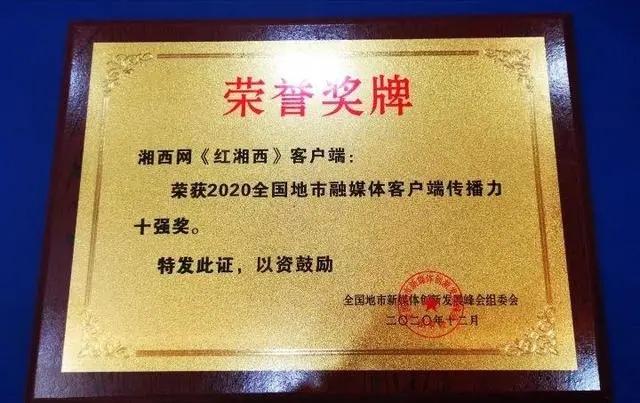 荣誉奖牌
湘西网《红湘西》客户端：
荣获2020全国地市融媒体客户端传播力
十强奖。
特发此证，以资鼓励
全国地市新媒体创新发展峰会组委会
二〇二〇年十二月